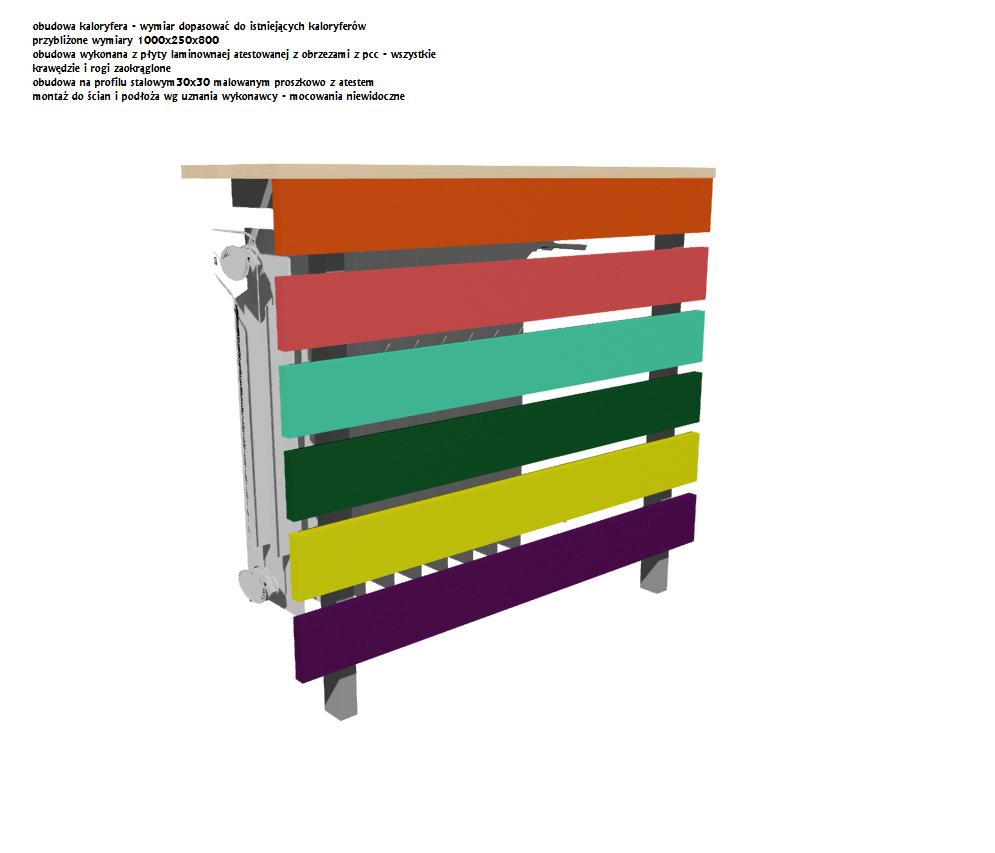 obudowa kaloryfera - wymiar dopasować do istniejących kaloryferów
przybliżone wymiary 1000x250x800
obudowa wykonana z płyty laminownaej atestowanej z obrzezami z pcc - wszystkie
krawędzie i rogi zaokrąglone
obudowa na profilu stalowym30x30 malowanym proszkowo z atestem
montaż do ścian i podłoża wg uznania wykonawcy - mocowania niewidoczne